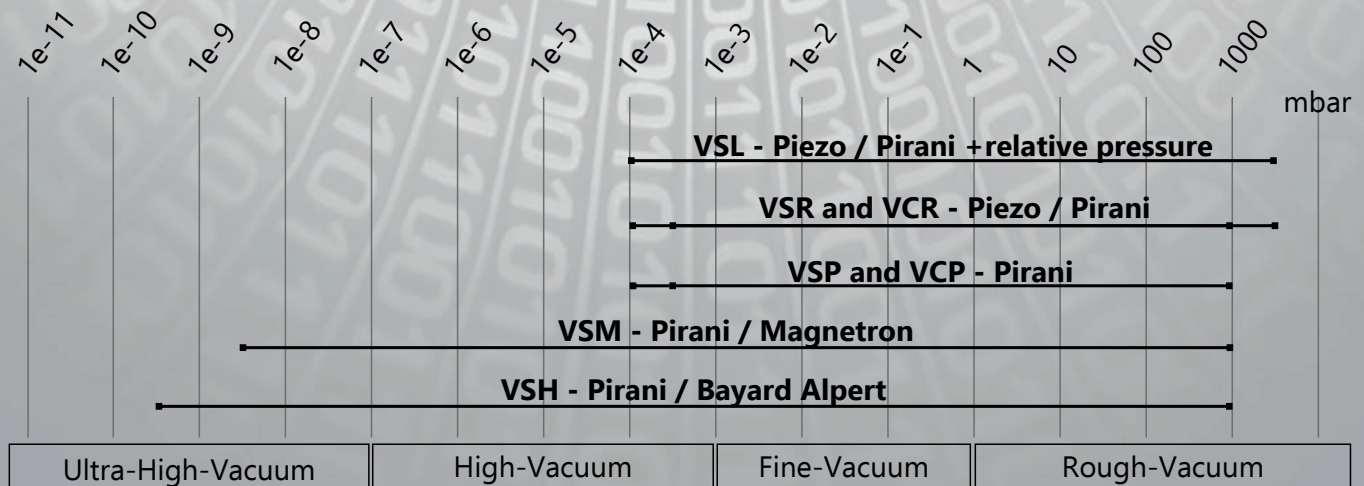 1e-11 1e-10 1e-9 1e-8 1e-7 1e-6 1e-5 1e-4 1e-3 1e-2 1e-1 1 10 100 1000
mbar
VSL - Piezo / Pirani +relative pressure
VSR and VCR - Piezo / Pirani
VSP and VCP - Pirani
VSM - Pirani / Magnetron
VSH - Pirani / Bayard Alpert
Ultra-High-Vacuum High-Vacuum Fine-Vacuum Rough-Vacuum